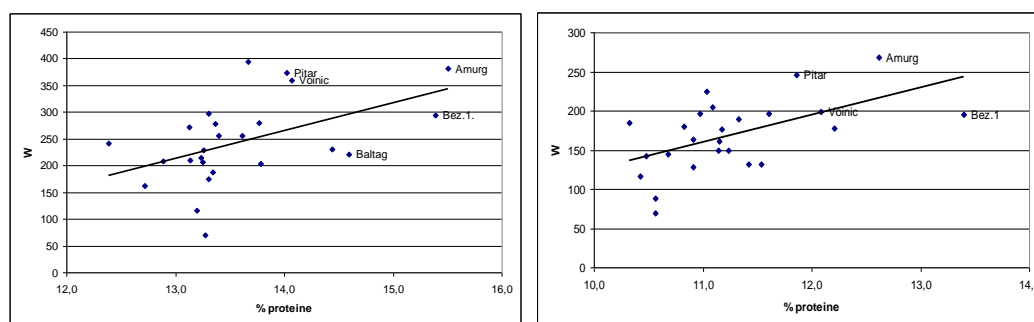 450
400
350
300
250
200
150
100
50
0
W
12,0 13,0 14,0 15,0 16,0
% proteine
Pitar
Voinic
Amurg
Bez.1.
Baltag
300
250
200
150
100
50
0
W
10,0 11,0 12,0 13,0 14,
% proteine
Amurg
Pitar
Voinic
Bez.1.